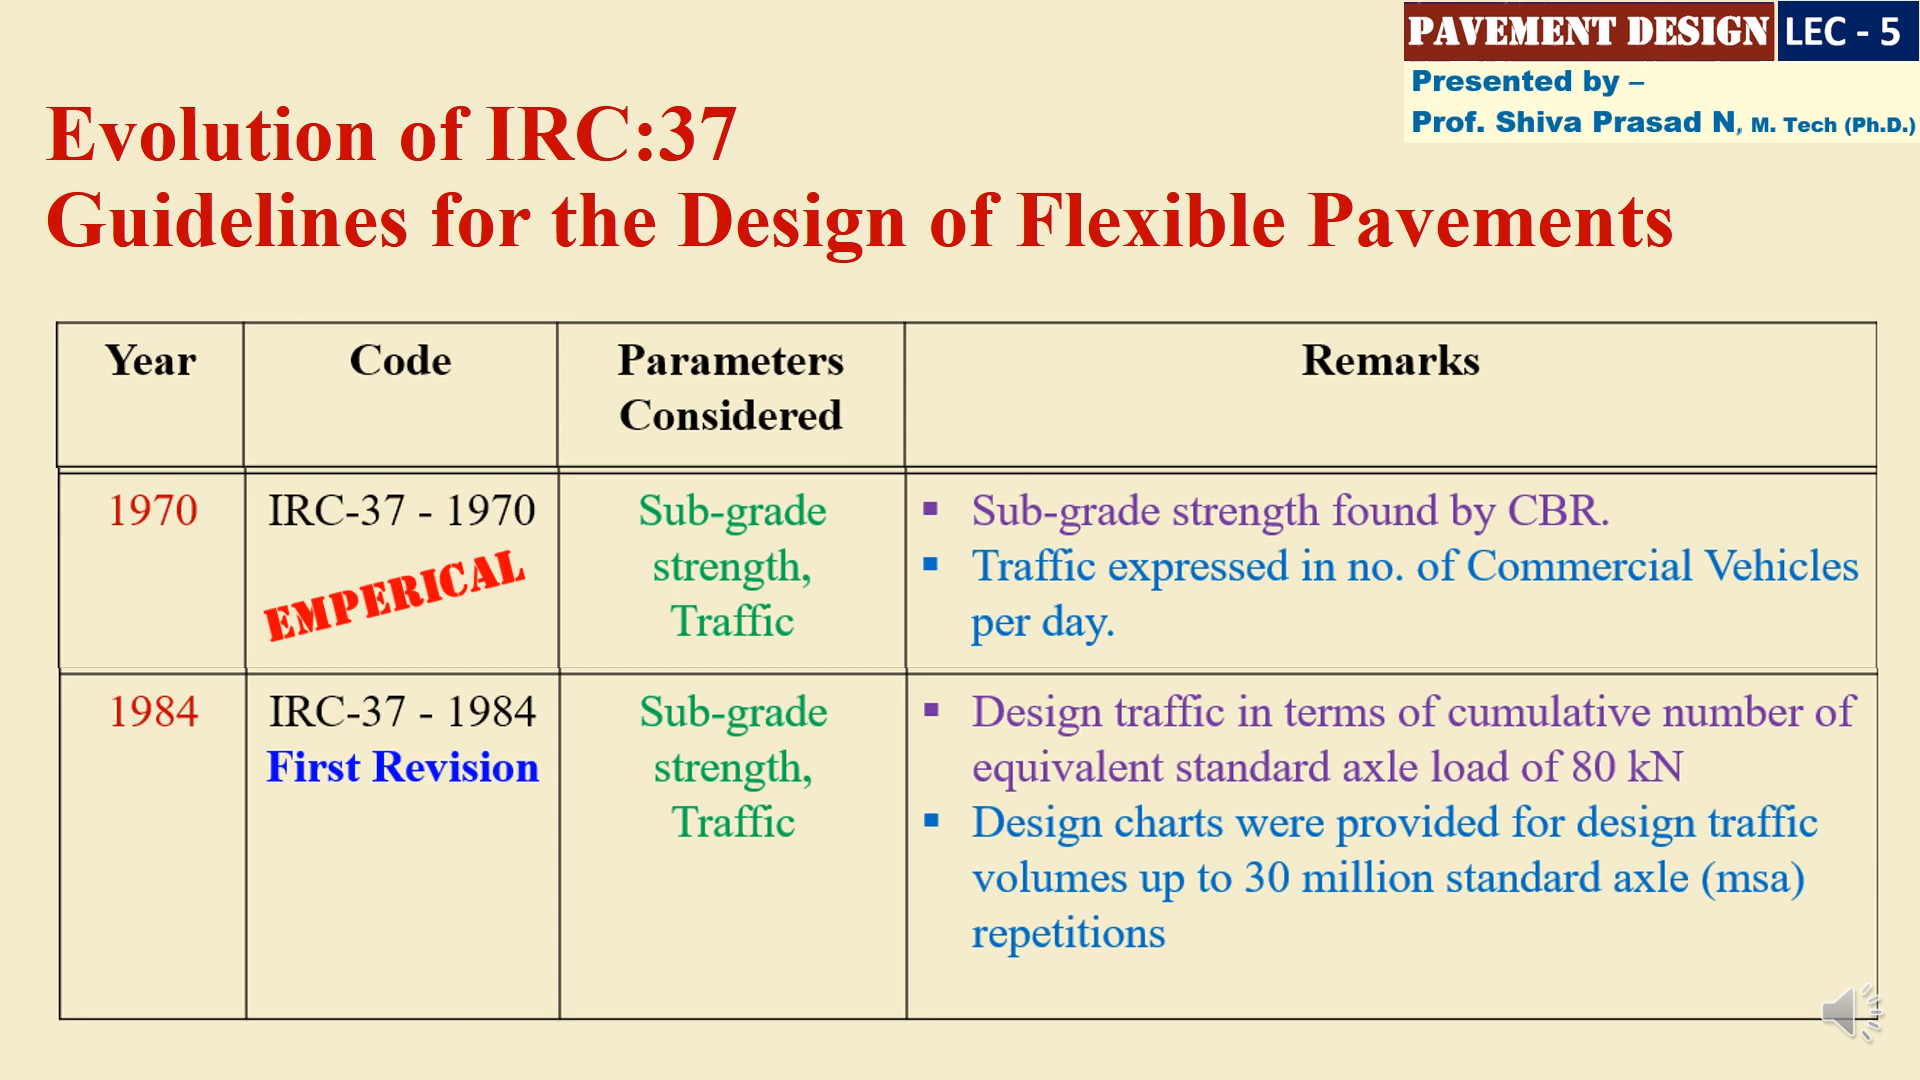 PAVEMENT DESIGN LEC - 5
Presented by –
Prof. Shiva Prasad N, M. Tech (Ph.D.)
Evolution of IRC:37
Guidelines for the Design of Flexible Pavements
Year
Code
Parameters
Considered
Remarks
1970
IRC-37 - 1970
EMPERICAL
Sub-grade
strength,
Traffic
▪ Sub-grade strength found by CBR.
▪ Traffic expressed in no. of Commercial Vehicles
per day.
1984
IRC-37 - 1984
First Revision
Sub-grade
strength,
Traffic
▪ Design traffic in terms of cumulative number of
equivalent standard axle load of 80 kN
▪ Design charts were provided for design traffic
volumes up to 30 million standard axle (msa)
repetitions